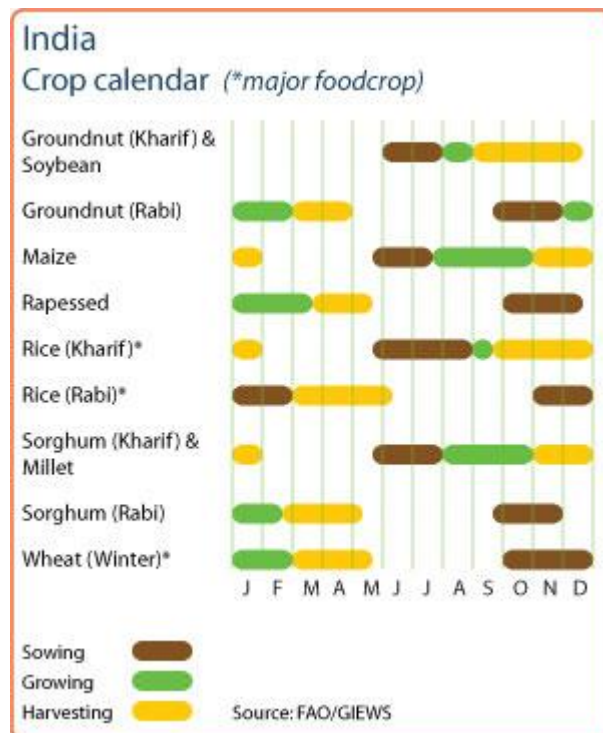 India
Crop calendar (*major foodcrop)
Groundnut (Kharif) &
Soybean
Groundnut (Rabi)
Maize
Rapessed
Rice (Kharif)*
Rice (Rabi)*
Sorghum (Kharif) &
Millet
Sorghum (Rabi)
Wheat (Winter)*
J F M A M J J A S O N D
Sowing
Growing
Harvesting
Source: FAO/GIEWS